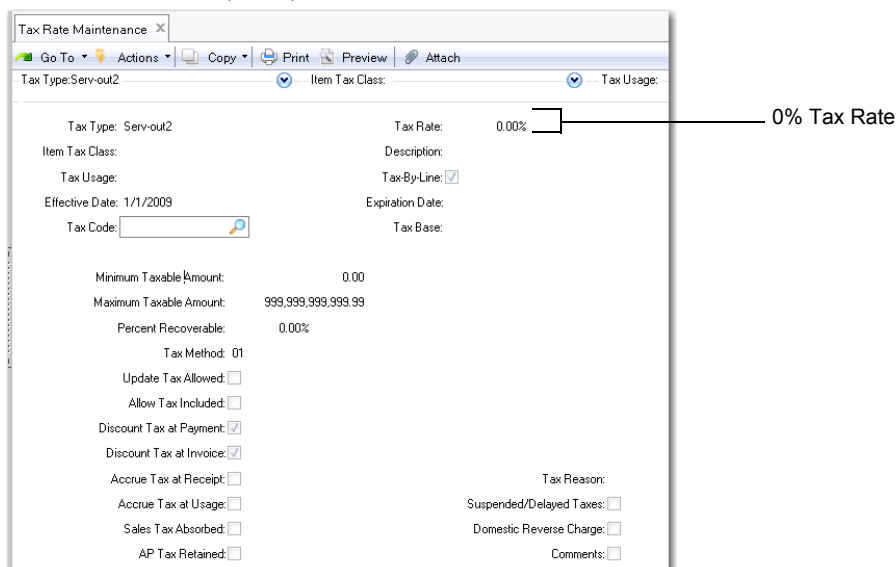 Tax Rate Maintenance X
Go To Actions Copy Print Preview Attach
Tax Type:Serv-out2 Item Tax Class: Tax Usage:
Tax Type: Serv-out2 Tax Rate: 0.00% 0% Tax Rate
Item Tax Class: Description:
Tax Usage: Tax-By-Line:
Effective Date: 1/1/2009 Expiration Date:
Tax Code: Tax Base:
Minimum Taxable Amount: 0.00
Maximum Taxable Amount: 999,999,999,999.99
Percent Recoverable: 0.00%
Tax Method: 01
Update Tax Allowed:
Allow Tax Included:
Discount Tax at Payment:
Discount Tax at Invoice:
Accrue Tax at Receipt: Tax Reason:
Accrue Tax at Usage: Suspended/Delayed Taxes:
Sales Tax Absorbed: Domestic Reverse Charge:
AP Tax Retained: Comments: